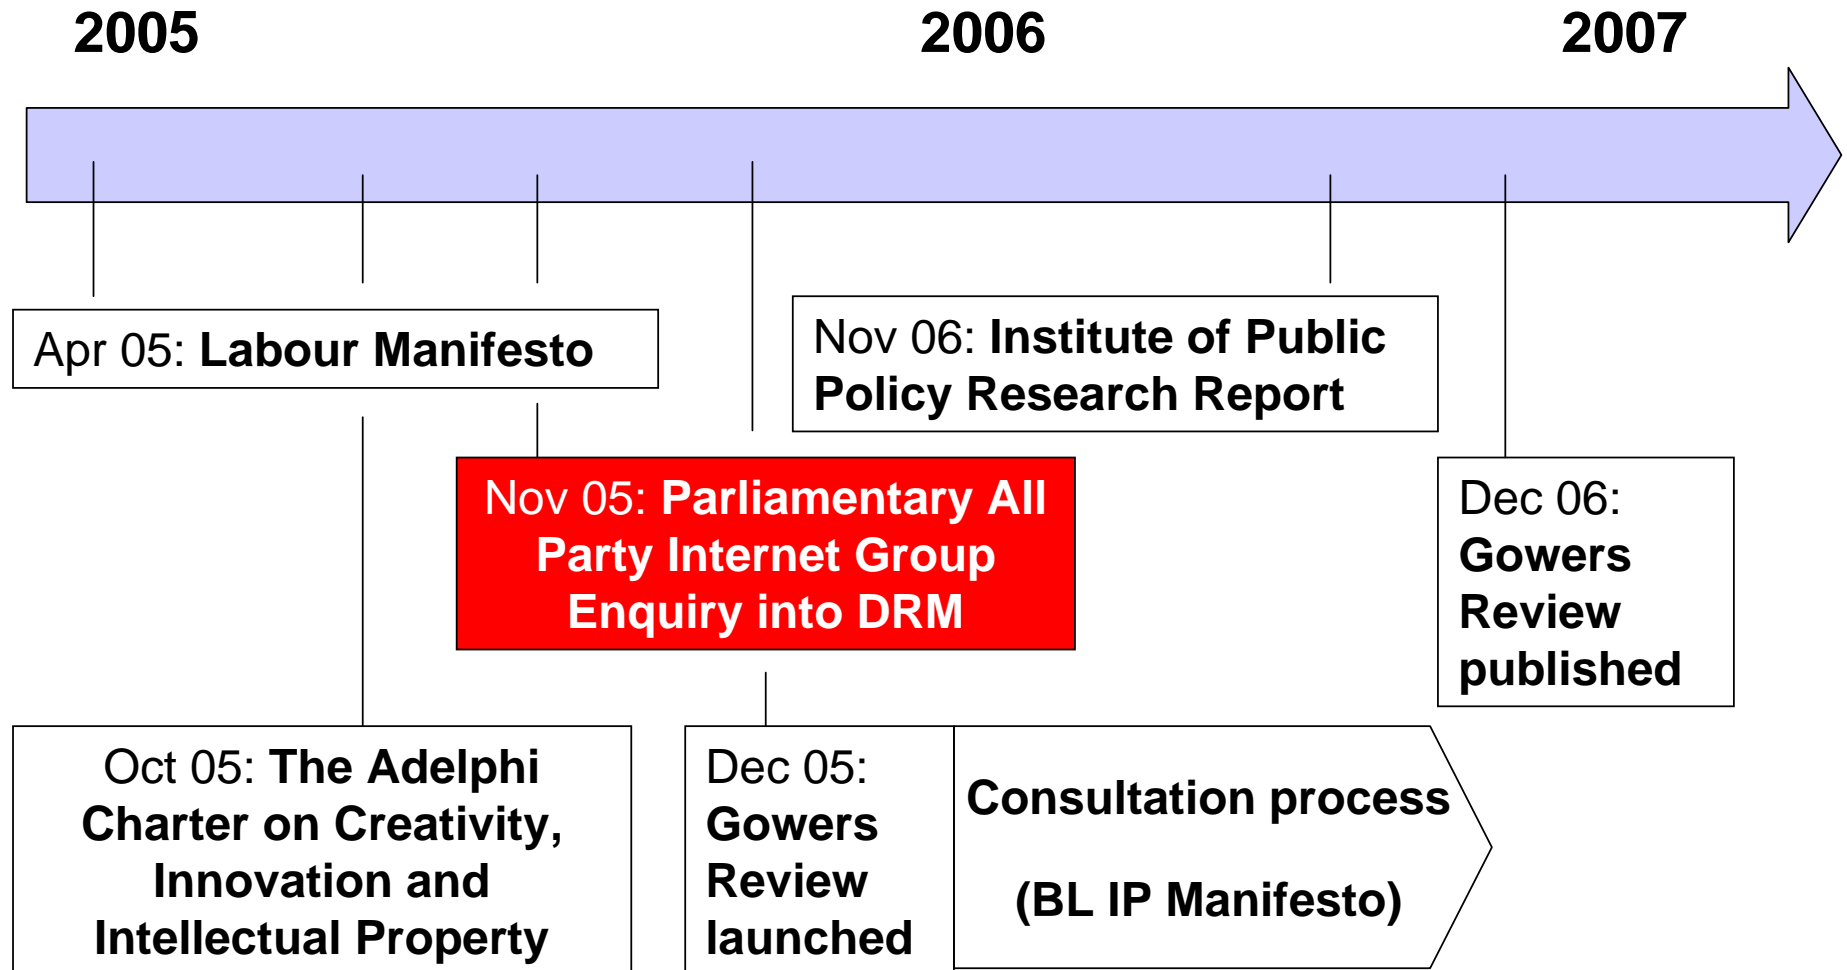 2005
2006
2007
Apr 05: Labour Manifesto
Nov 06: Institute of Public
Policy Research Report
Nov 05: Parliamentary All
Party Internet Group
Enquiry into DRM
Dec 06:
Gowers
Review
published
Oct 05: The Adelphi
Charter on Creativity,
Innovation and
Intellectual Property
Dec 05:
Gowers
Review
launched
Consultation process
(BL IP Manifesto)